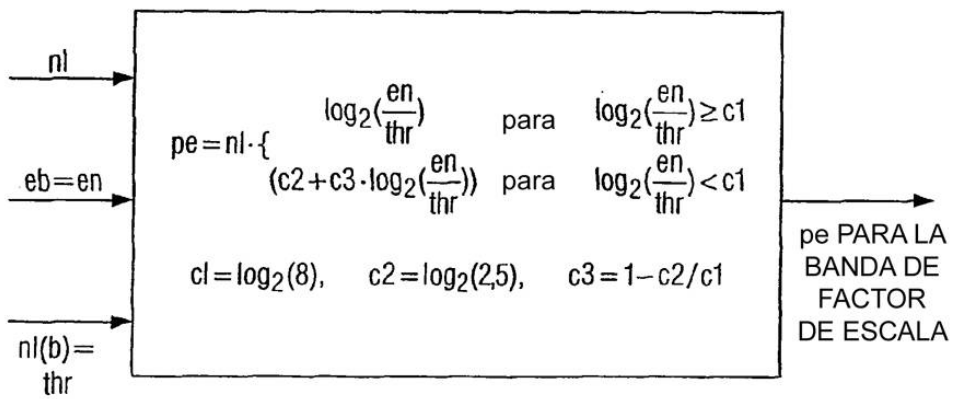 nl
eb=en
nl(b)=
thr
pe=nl·{
log₂(en/thr) para log₂(en/thr)≥c1
(c2+c3·log₂(en/thr)) para log₂(en/thr)<c1
cl=log₂(8), c2=log₂(2,5), c3=1−c2/c1
pe PARA LA
BANDA DE
FACTOR
DE ESCALA